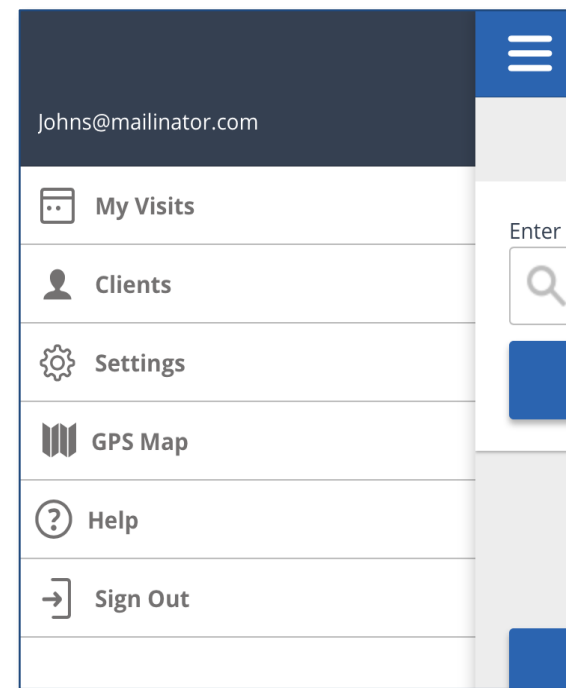 Johns@mailinator.com
My Visits
Clients
Settings
GPS Map
Help
Sign Out
Enter